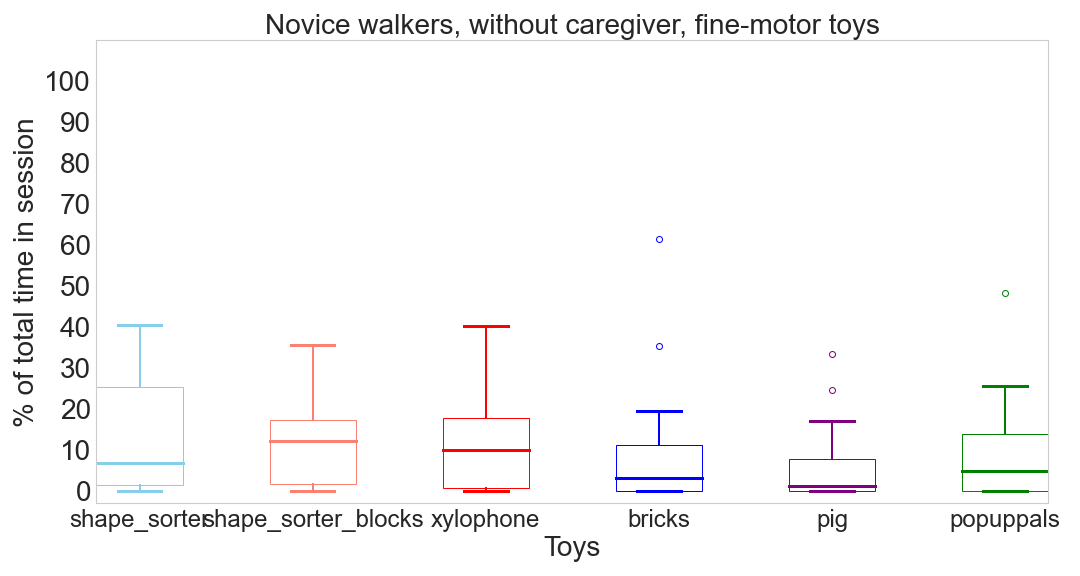 Novice walkers, without caregiver, fine-motor toys
% of total time in session
100
90
80
70
60
50
40
30
20
10
0
shape_sorter shape_sorter_blocks xylophone bricks pig popuppals
Toys